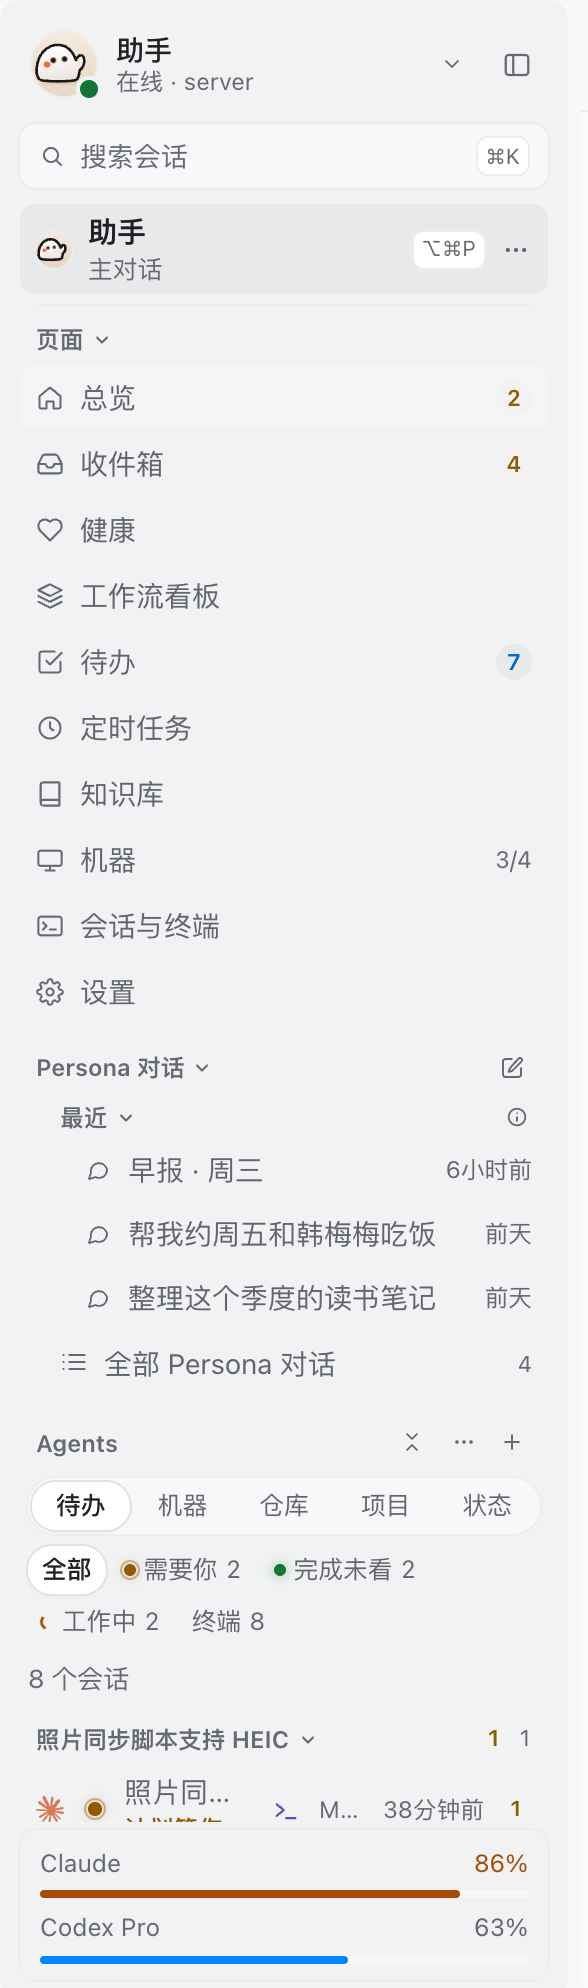 助手
在线 · server
搜索会话 ⌘K
助手
主对话 ⌥⌘P
页面
总览 2
收件箱 4
健康
工作流看板
待办 7
定时任务
知识库
机器 3/4
会话与终端
设置
Persona 对话
最近
早报 · 周三 6小时前
帮我约周五和韩梅梅吃饭 前天
整理这个季度的读书笔记 前天
全部 Persona 对话 4
Agents
待办 机器 仓库 项目 状态
全部 需要你 2 完成未看 2
工作中 2 终端 8
8 个会话
照片同步脚本支持 HEIC 1 1
照片同... M... 38分钟前 1
Claude 86%
Codex Pro 63%